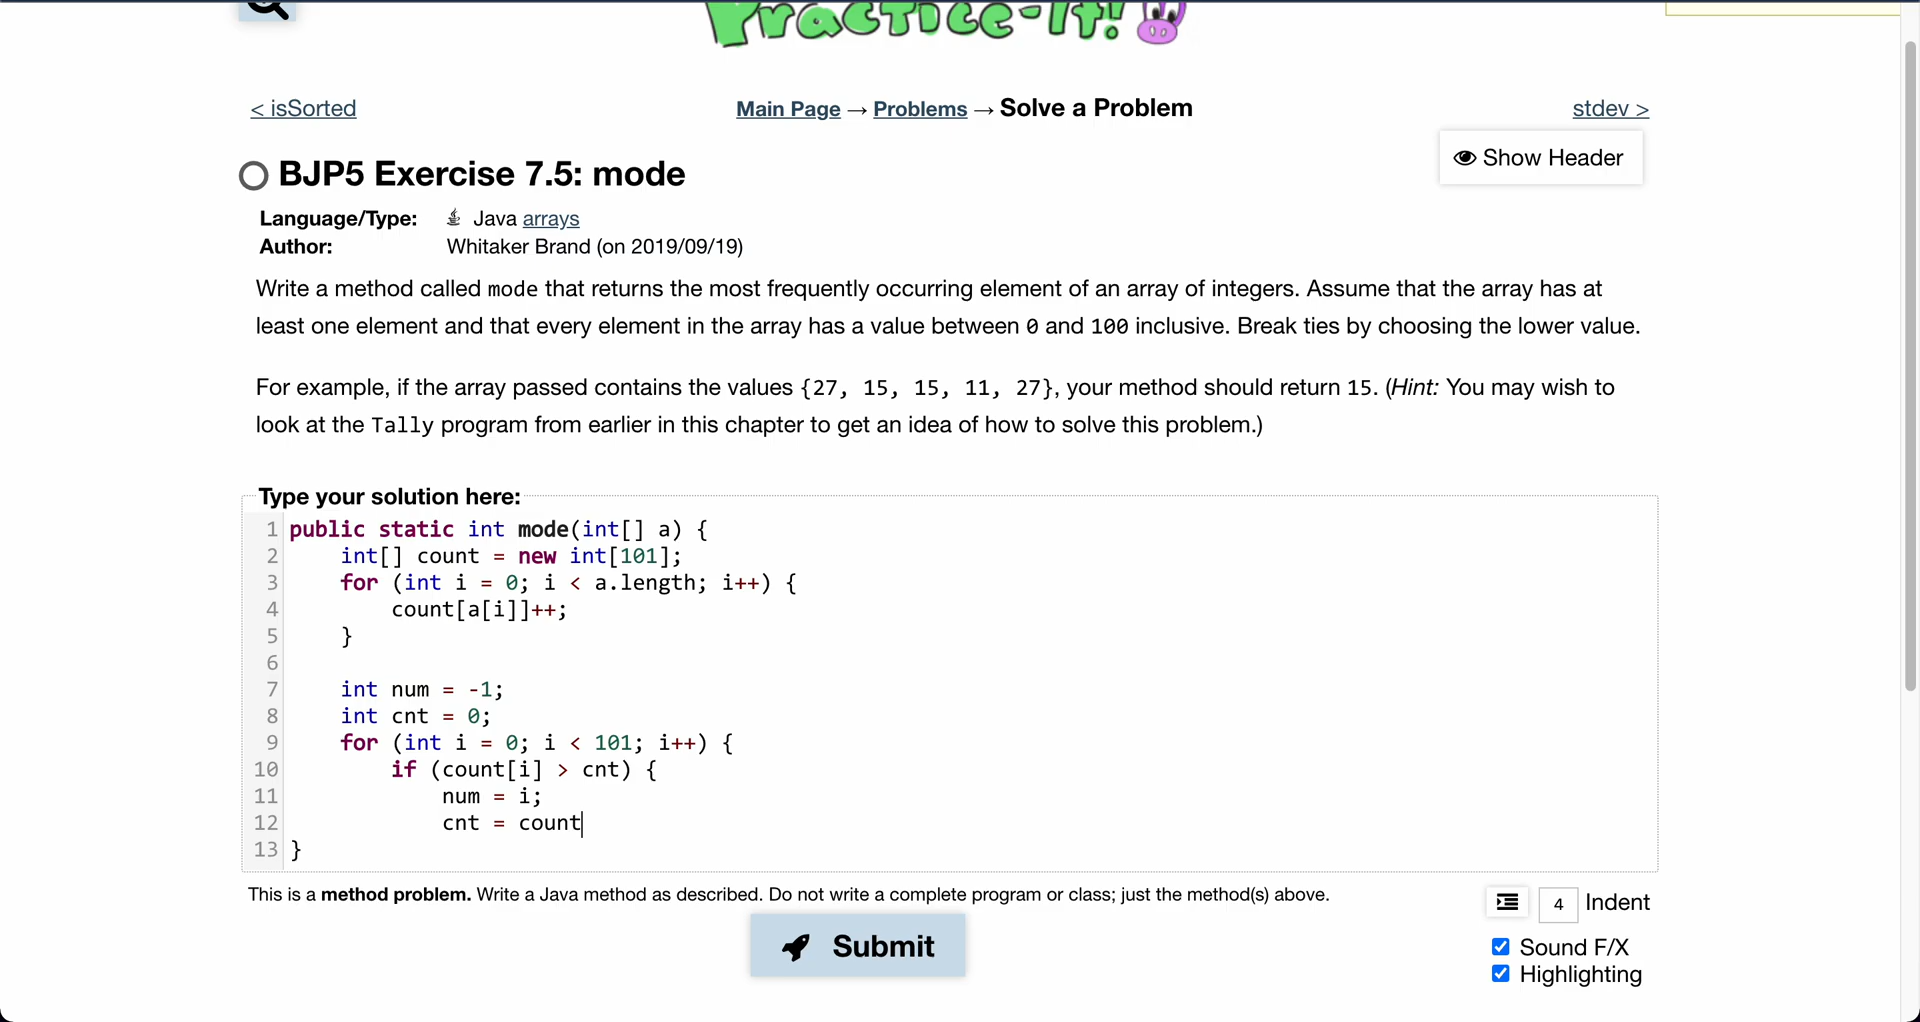 Practice-It!
< isSorted
Main Page → Problems → Solve a Problem
stdev >
Show Header
BJP5 Exercise 7.5: mode
Language/Type: Java arrays
Author: Whitaker Brand (on 2019/09/19)
Write a method called mode that returns the most frequently occurring element of an array of integers. Assume that the array has at
least one element and that every element in the array has a value between 0 and 100 inclusive. Break ties by choosing the lower value.
For example, if the array passed contains the values {27, 15, 15, 11, 27}, your method should return 15. (Hint: You may wish to
look at the Tally program from earlier in this chapter to get an idea of how to solve this problem.)
Type your solution here:
1 public static int mode(int[] a) {
2     int[] count = new int[101];
3     for (int i = 0; i < a.length; i++) {
4         count[a[i]]++;
5     }
6
7     int num = -1;
8     int cnt = 0;
9     for (int i = 0; i < 101; i++) {
10         if (count[i] > cnt) {
11             num = i;
12             cnt = count
13 }
This is a method problem. Write a Java method as described. Do not write a complete program or class; just the method(s) above.
4 Indent
Submit
Sound F/X
Highlighting